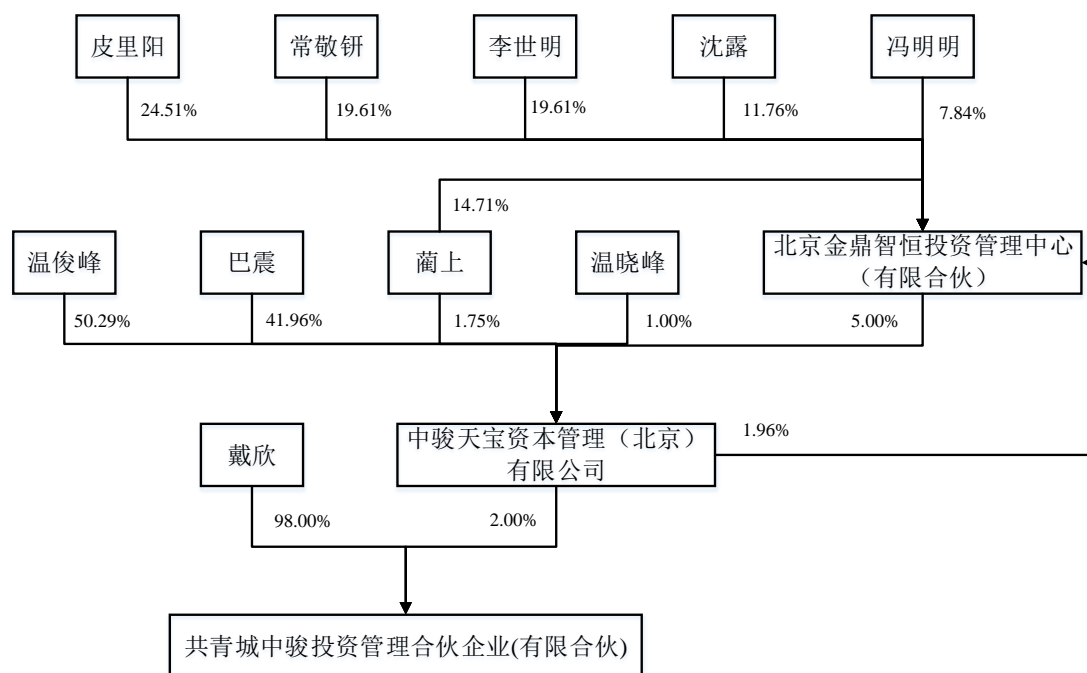 皮里阳
常敬钘
李世明
沈露
冯明明
24.51%
19.61%
19.61%
11.76%
7.84%
14.71%
温俊峰
巴震
蔺上
温晓峰
北京金鼎智恒投资管理中心
（有限合伙）
50.29%
41.96%
1.75%
1.00%
5.00%
戴欣
中骏天宝资本管理（北京）
有限公司
1.96%
98.00%
2.00%
共青城中骏投资管理合伙企业(有限合伙)